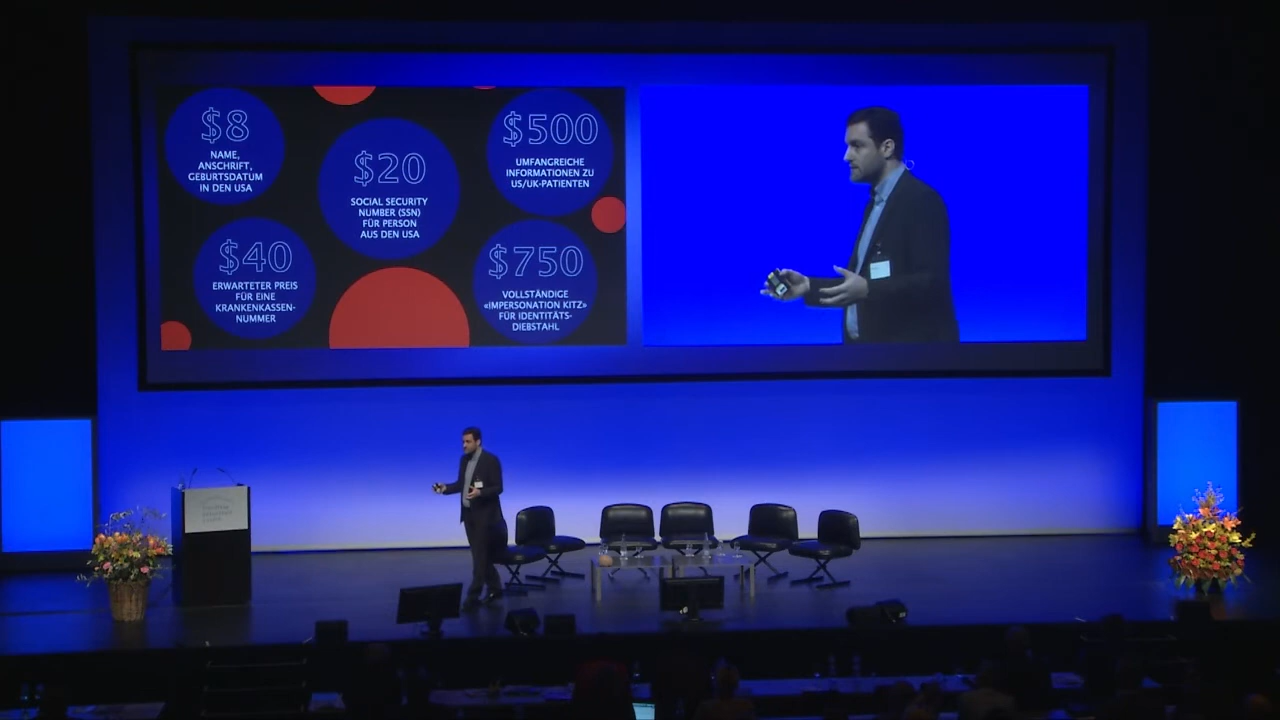 $8
NAME,
ANSCHRIFT,
GEBURTSDATUM
IN DEN USA
$20
SOCIAL SECURITY
NUMBER (SSN)
FÜR PERSON
AUS DEN USA
$500
UMFANGREICHE
INFORMATIONEN ZU
US/UK-PATIENTEN
$40
ERWARTETER PREIS
FÜR EINE
KRANKENKASSEN-
NUMMER
$750
VOLLSTÄNDIGE
«IMPERSONATION KITZ»
FÜR IDENTITÄTS-
DIEBSTAHL